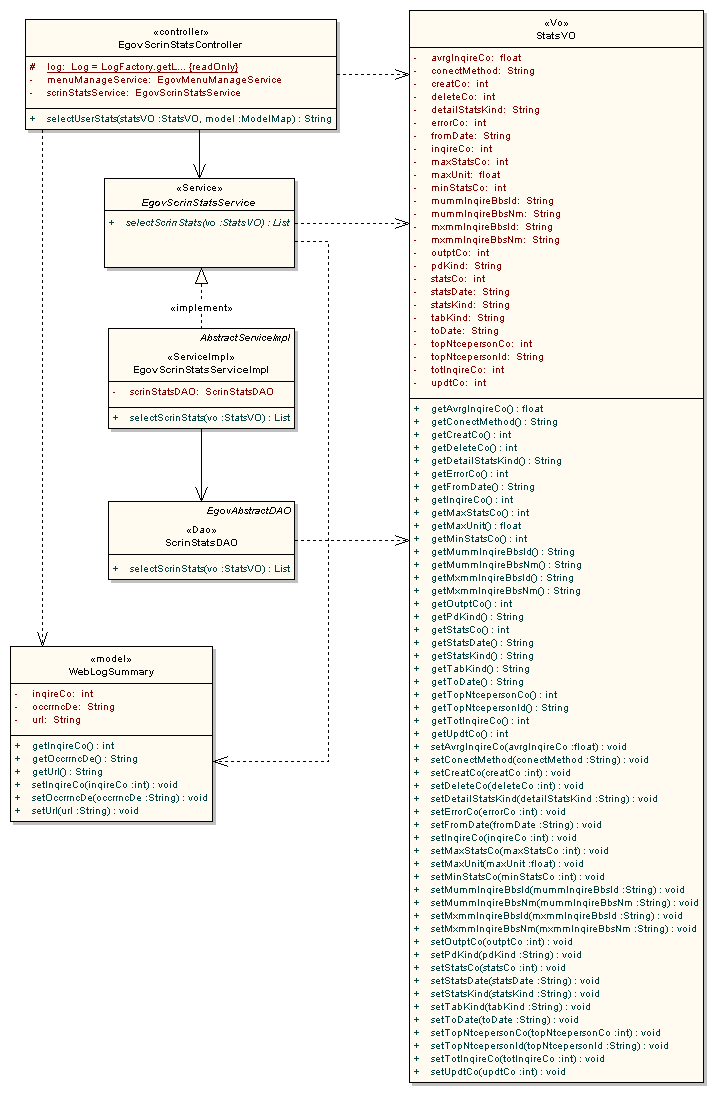 «controller»
EgovScrinStatsController
# log: Log = LogFactory.getL... {readOnly}
- menuManageService: EgovMenuManageService
- scrinStatsService: EgovScrinStatsService
+ selectUserStats(statsVO :StatsVO, model :ModelMap) : String
«Service»
EgovScrinStatsService
+ selectScrinStats(vo :StatsVO) : List
«implement»
AbstractServiceImpl
«ServiceImpl»
EgovScrinStatsServiceImpl
- scrinStatsDAO: ScrinStatsDAO
+ selectScrinStats(vo :StatsVO) : List
EgovAbstractDAO
«Dao»
ScrinStatsDAO
+ selectScrinStats(vo :StatsVO) : List
«model»
WebLogSummary
- inqireCo: int
- occrrncDe: String
- url: String
+ getInqireCo() : int
+ getOccrrncDe() : String
+ getUrl() : String
+ setInqireCo(inqireCo :int) : void
+ setOccrrncDe(occrrncDe :String) : void
+ setUrl(url :String) : void
«Vo»
StatsVO
- avrgInqireCo: float
- conectMethod: String
- creatCo: int
- deleteCo: int
- detailStatsKind: String
- errorCo: int
- fromDate: String
- inqireCo: int
- maxStatsCo: int
- maxUnit: float
- minStatsCo: int
- mummInqireBbsId: String
- mummInqireBbsNm: String
- mxmmInqireBbsId: String
- mxmmInqireBbsNm: String
- outptCo: int
- pdKind: String
- statsCo: int
- statsDate: String
- statsKind: String
- tabKind: String
- toDate: String
- topNtcepersonCo: int
- topNtcepersonId: String
- totInqireCo: int
- updtCo: int
+ getAvrgInqireCo() : float
+ getConectMethod() : String
+ getCreatCo() : int
+ getDeleteCo() : int
+ getDetailStatsKind() : String
+ getErrorCo() : int
+ getFromDate() : String
+ getInqireCo() : int
+ getMaxStatsCo() : int
+ getMaxUnit() : float
+ getMinStatsCo() : int
+ getMummInqireBbsId() : String
+ getMummInqireBbsNm() : String
+ getMxmmInqireBbsId() : String
+ getMxmmInqireBbsNm() : String
+ getOutptCo() : int
+ getPdKind() : String
+ getStatsCo() : int
+ getStatsDate() : String
+ getStatsKind() : String
+ getTabKind() : String
+ getToDate() : String
+ getTopNtcepersonCo() : int
+ getTopNtcepersonId() : String
+ getTotInqireCo() : int
+ getUpdtCo() : int
+ setAvrgInqireCo(avrgInqireCo :float) : void
+ setConectMethod(conectMethod :String) : void
+ setCreatCo(creatCo :int) : void
+ setDeleteCo(deleteCo :int) : void
+ setDetailStatsKind(detailStatsKind :String) : void
+ setErrorCo(errorCo :int) : void
+ setFromDate(fromDate :String) : void
+ setInqireCo(inqireCo :int) : void
+ setMaxStatsCo(maxStatsCo :int) : void
+ setMaxUnit(maxUnit :float) : void
+ setMinStatsCo(minStatsCo :int) : void
+ setMummInqireBbsId(mummInqireBbsId :String) : void
+ setMummInqireBbsNm(mummInqireBbsNm :String) : void
+ setMxmmInqireBbsId(mxmmInqireBbsId :String) : void
+ setMxmmInqireBbsNm(mxmmInqireBbsNm :String) : void
+ setOutptCo(outptCo :int) : void
+ setPdKind(pdKind :String) : void
+ setStatsCo(statsCo :int) : void
+ setStatsDate(statsDate :String) : void
+ setStatsKind(statsKind :String) : void
+ setTabKind(tabKind :String) : void
+ setToDate(toDate :String) : void
+ setTopNtcepersonCo(topNtcepersonCo :int) : void
+ setTopNtcepersonId(topNtcepersonId :String) : void
+ setTotInqireCo(totInqireCo :int) : void
+ setUpdtCo(updtCo :int) : void